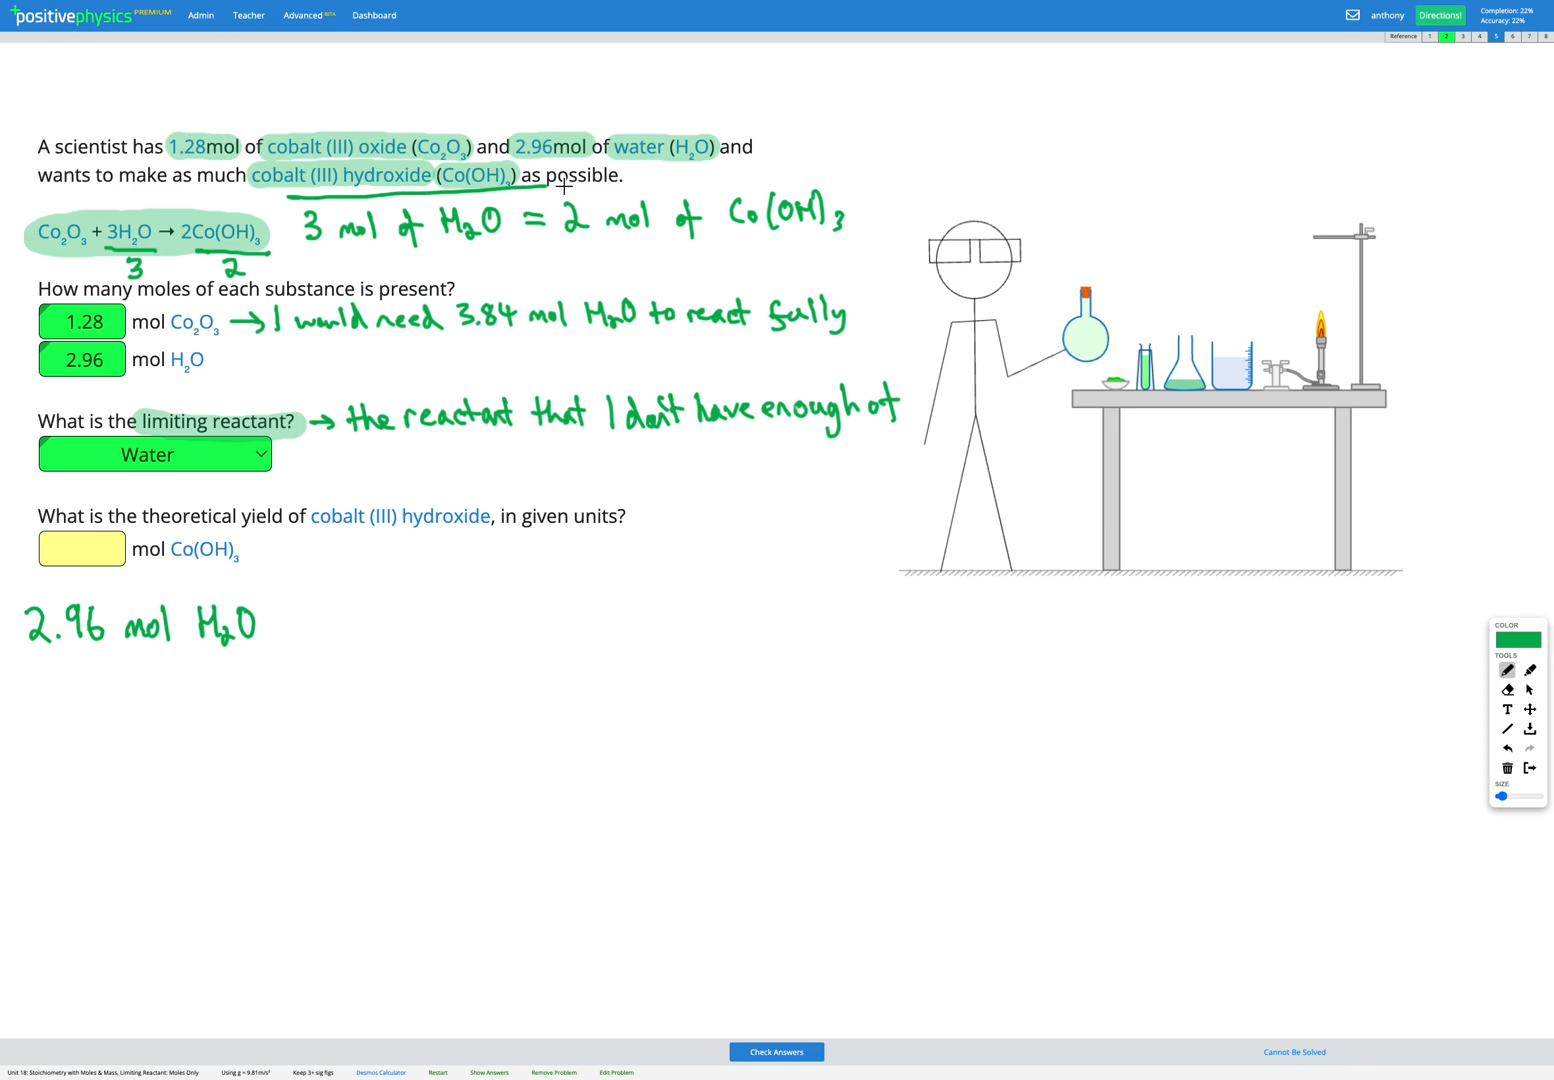 +positivephysics PREMIUM Admin Teacher Advanced BETA Dashboard anthony Directions! Completion: 22%
Accuracy: 22%
Reference 1 2 3 4 5 6 7 8
A scientist has 1.28mol of cobalt (III) oxide (Co₂O₃) and 2.96mol of water (H₂O) and
wants to make as much cobalt (III) hydroxide (Co(OH)₃) as possible.
3 mol of H₂O = 2 mol of Co(OH)₃
Co₂O₃ + 3H₂O → 2Co(OH)₃
3 2
How many moles of each substance is present?
1.28 mol Co₂O₃ → I would need 3.84 mol H₂O to react fully
2.96 mol H₂O
What is the limiting reactant? → the reactant that I don't have enough of
Water
What is the theoretical yield of cobalt (III) hydroxide, in given units?
mol Co(OH)₃
2.96 mol H₂O
COLOR
TOOLS
T
SIZE
Check Answers Cannot Be Solved
Unit 18: Stoichiometry with Moles & Mass, Limiting Reactant: Moles Only Using g = 9.81m/s² Keep 3+ sig figs Desmos Calculator Restart Show Answers Remove Problem Edit Problem